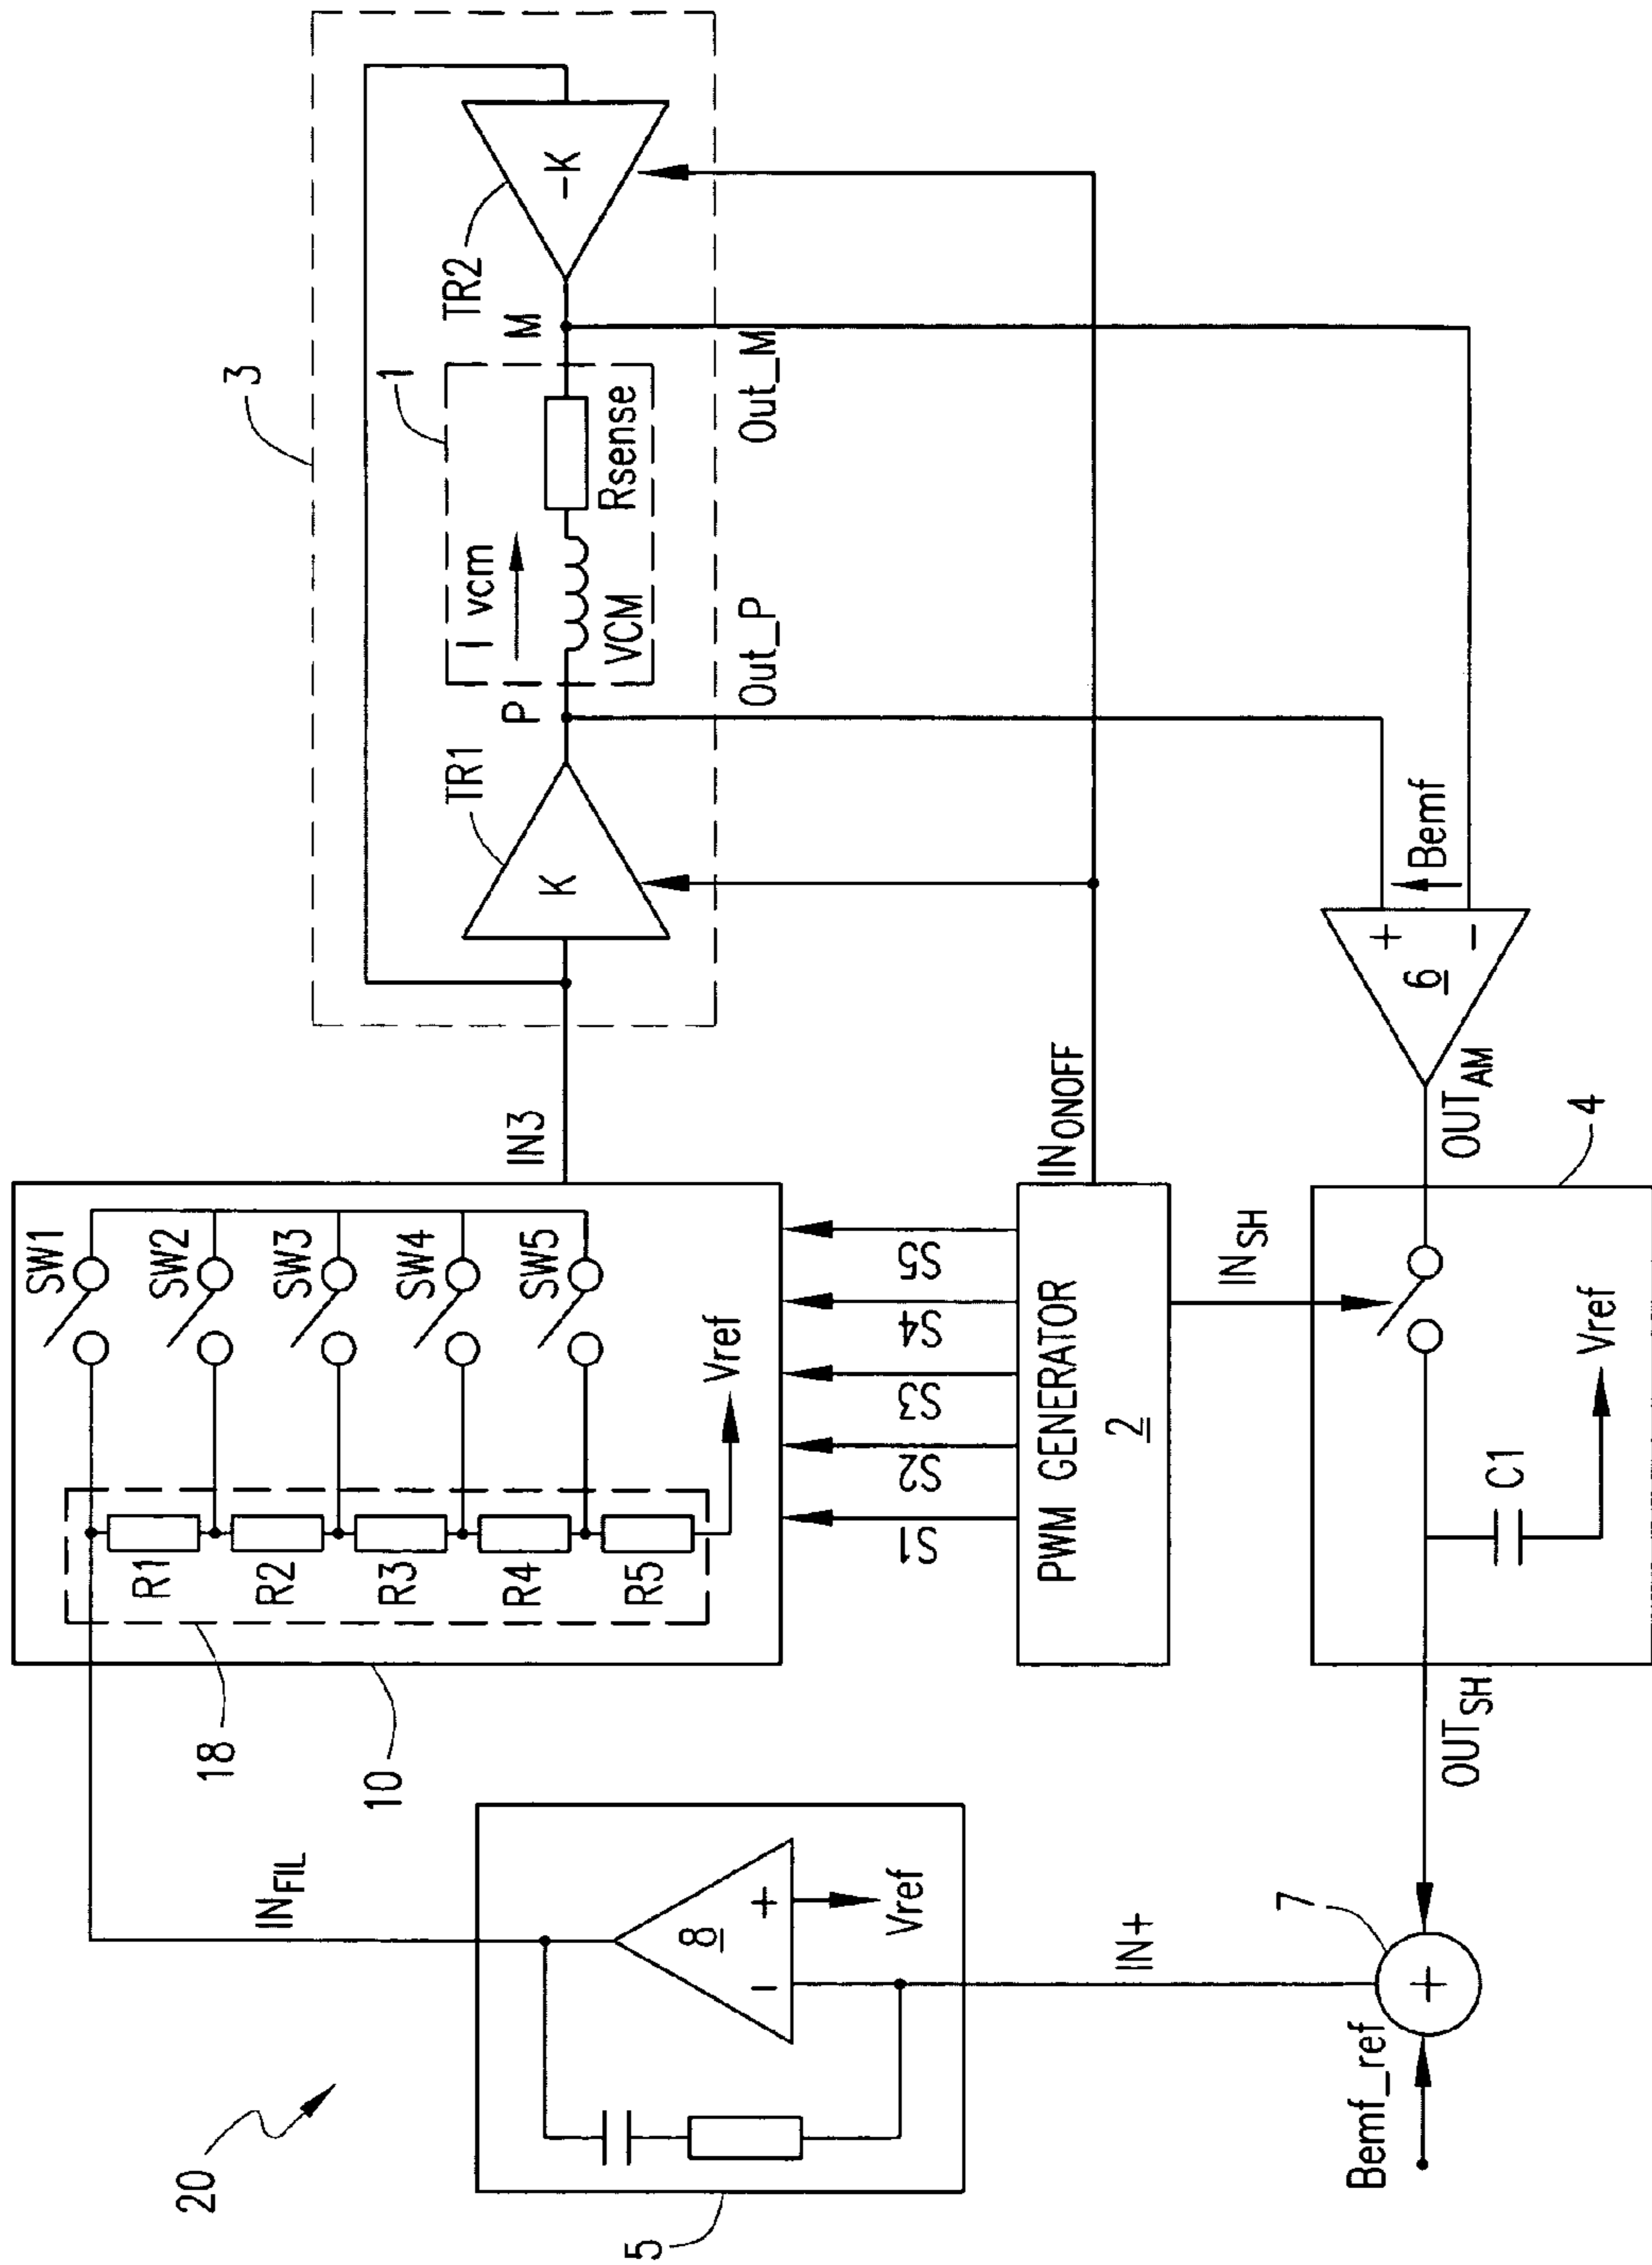 20
5
IN_FIL
8
-
+
Vref
IN+
7
+
Bemf_ref
18
10
R1
R2
R3
R4
R5
SW1
SW2
SW3
SW4
SW5
Vref
S1
S2
S3
S4
S5
PWM GENERATOR
2
IN3
IN_ONOFF
IN_SH
OUT_SH
C1
Vref
4
OUT_AM
6
+
-
Bemf
3
1
TR1
K
P
I vcm
VCM
Rsense
M
TR2
-K
Out_P
Out_M